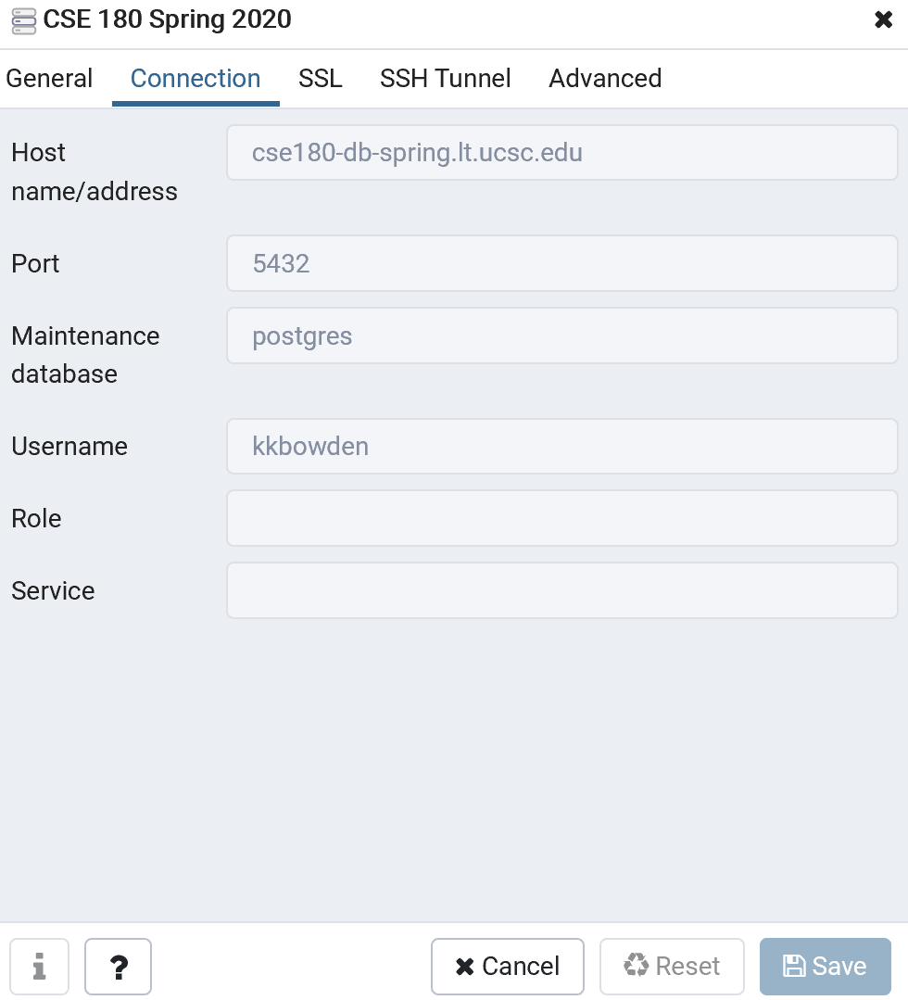 CSE 180 Spring 2020
General Connection SSL SSH Tunnel Advanced
Host name/address
cse180-db-spring.lt.ucsc.edu
Port 5432
Maintenance database
postgres
Username kkbowden
Role
Service
i ? Cancel Reset Save